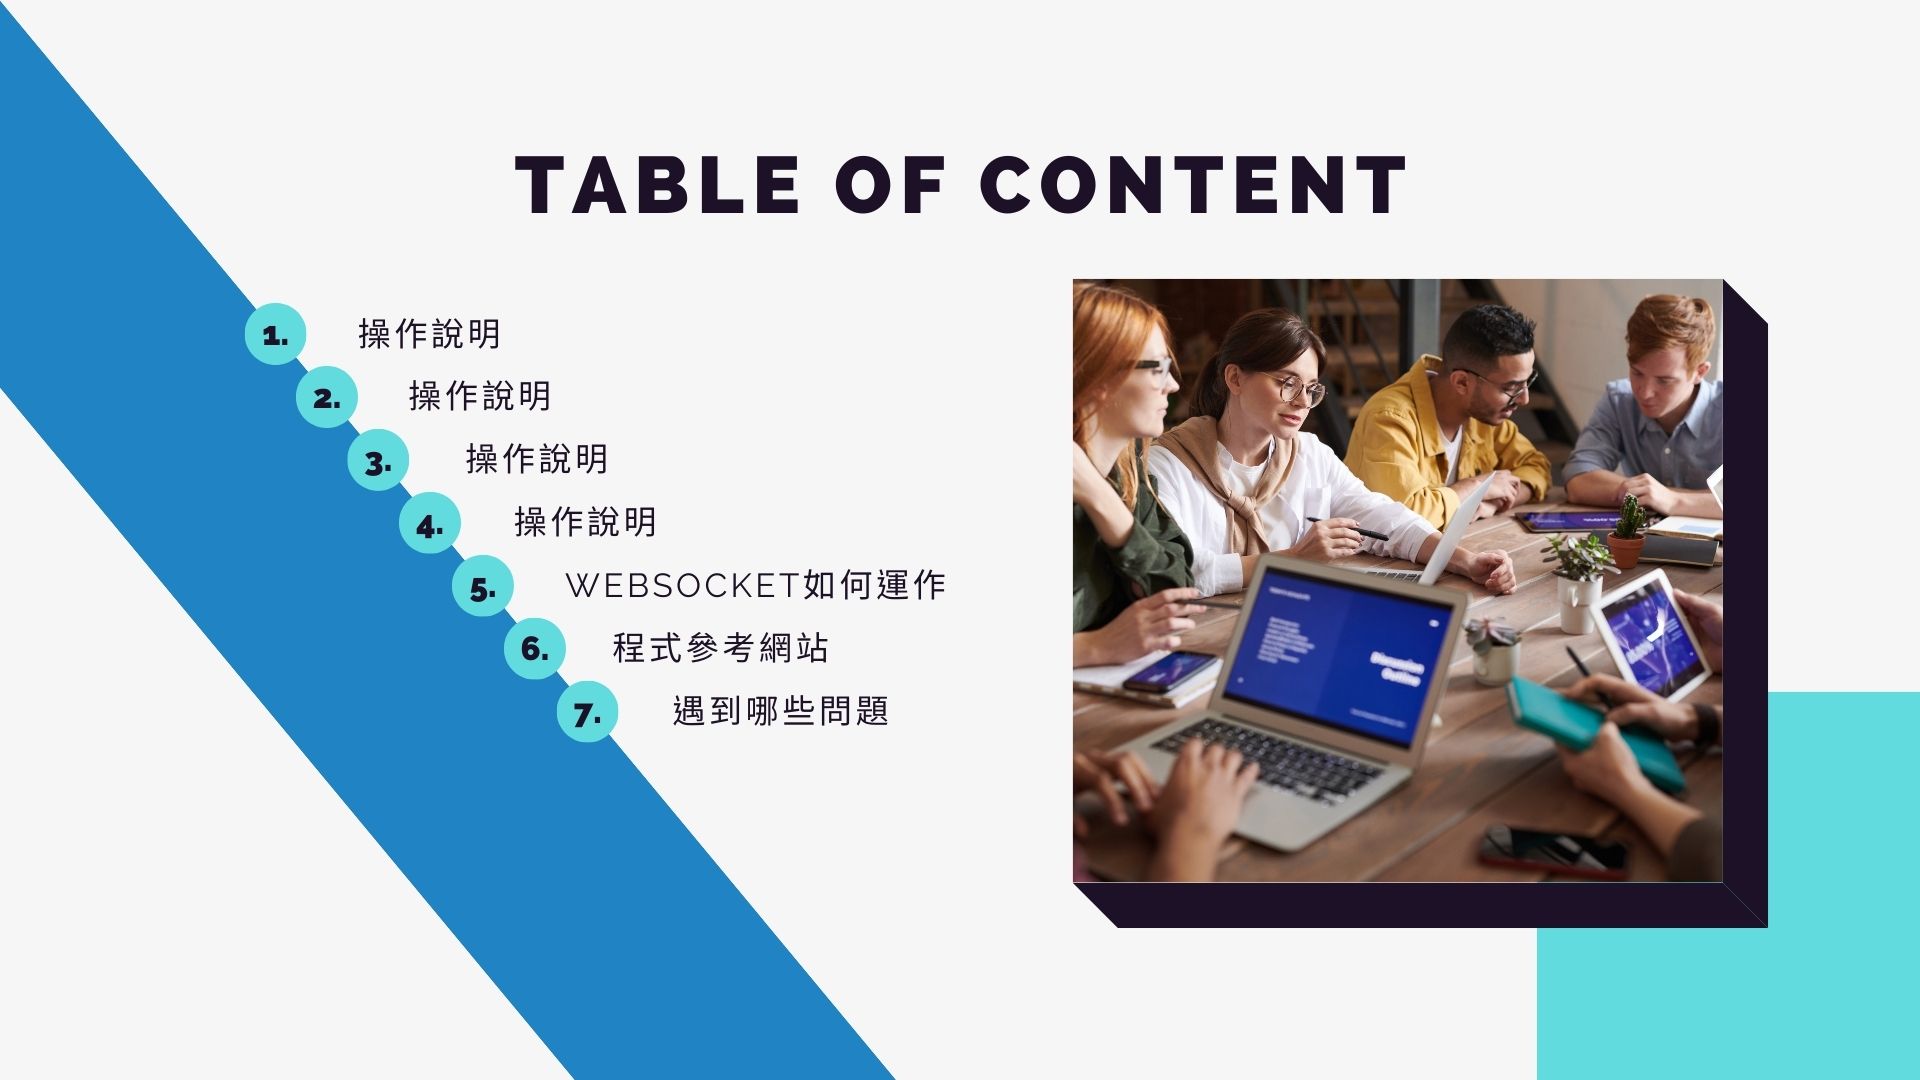 TABLE OF CONTENT
1. 操作說明
2. 操作說明
3. 操作說明
4. 操作說明
5. WEBSOCKET如何運作
6. 程式參考網站
7. 遇到哪些問題
Discussion
Outline